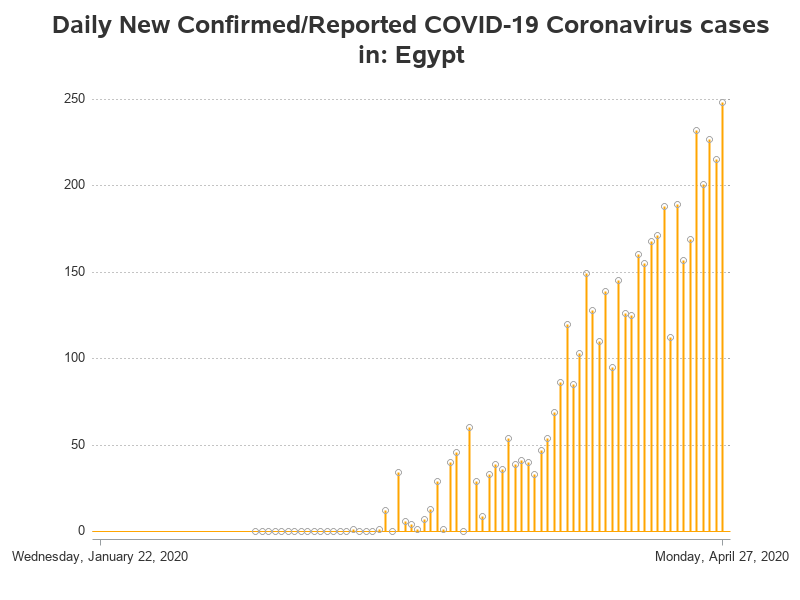 Daily New Confirmed/Reported COVID-19 Coronavirus cases
in: Egypt
250
200
150
100
50
0
Wednesday, January 22, 2020
Monday, April 27, 2020